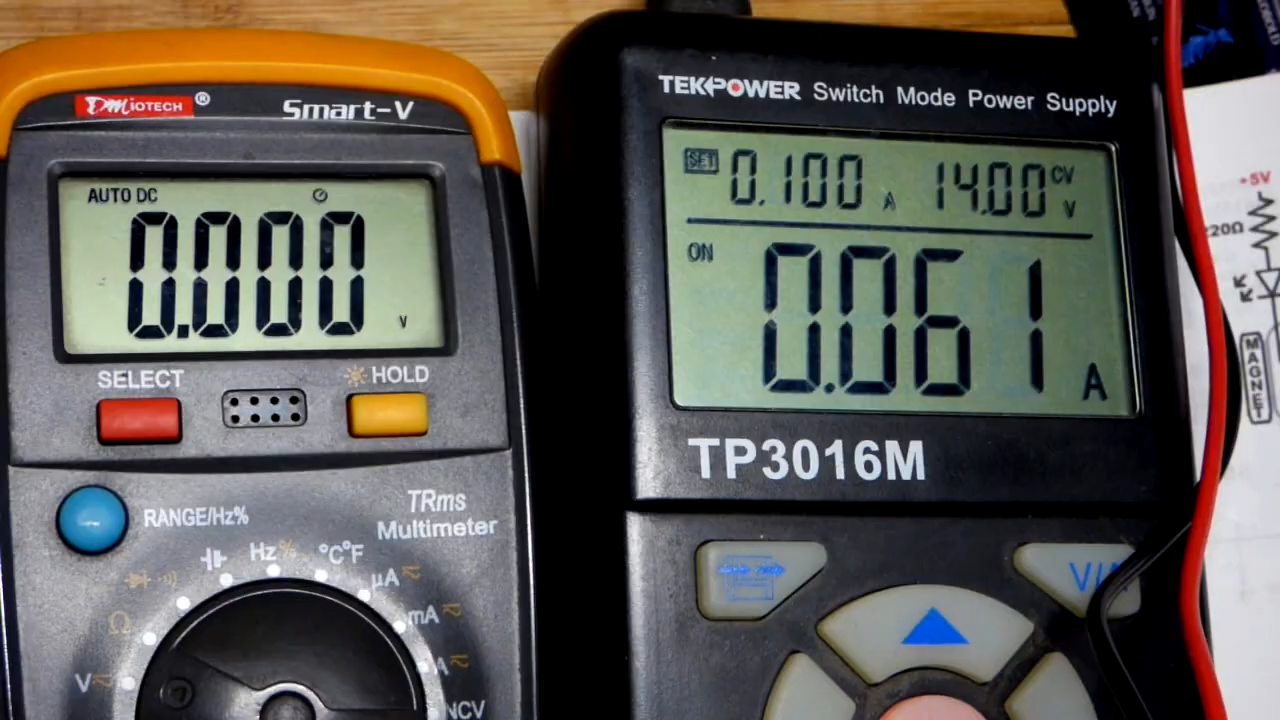 DMiOTECH®
Smart-V
AUTO DC
0.000
V
SELECT
HOLD
RANGE/Hz%
TRms
Multimeter
Hz%
°C°F
µA
mA
A
NCV
Ω
V
TEKPOWER Switch Mode Power Supply
SET 0.100 A 14.00 CV V
ON
0.061 A
TP3016M
+5V
220Ω
MAGNET